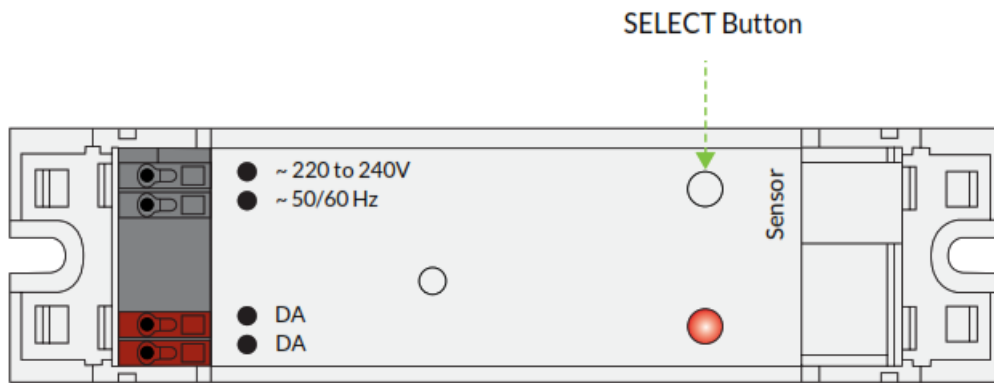 SELECT Button
~ 220 to 240V
~ 50/60 Hz
Sensor
DA
DA